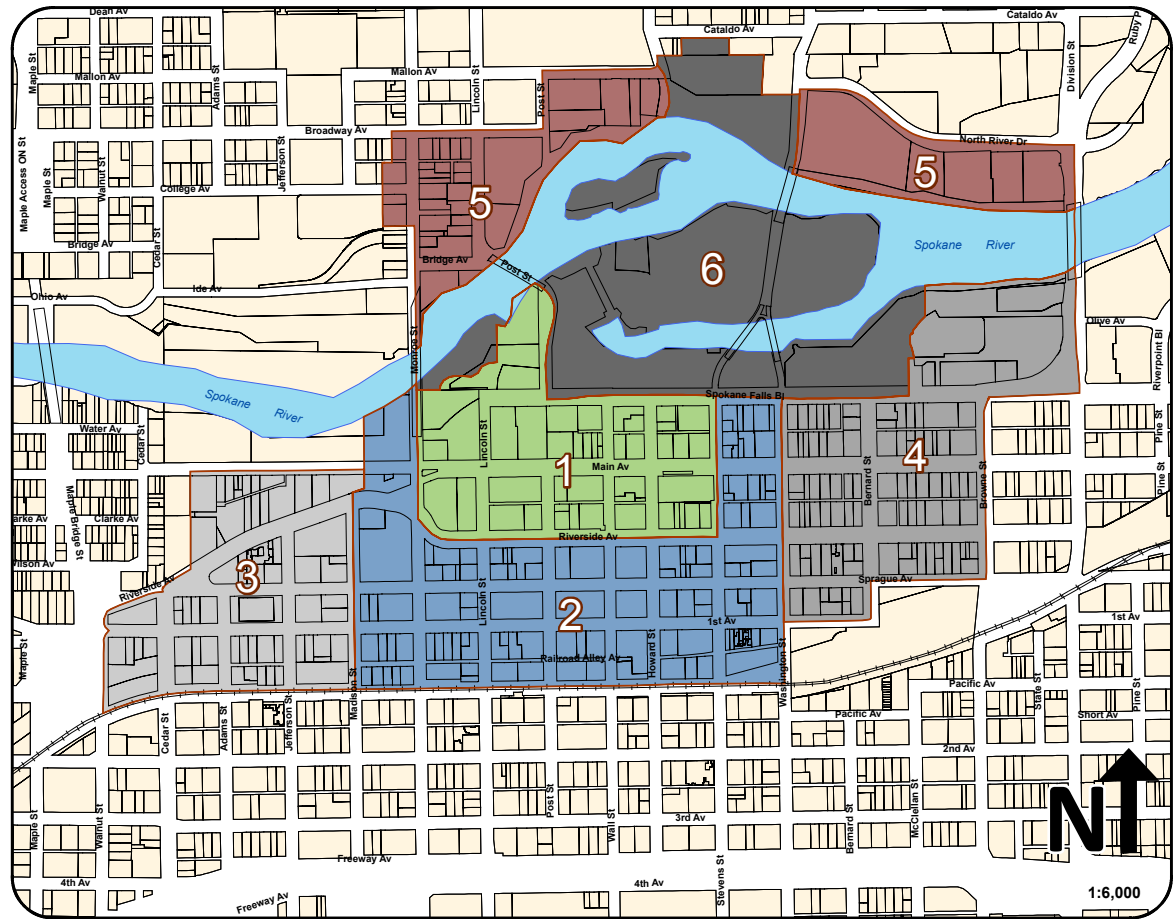 Dean Av
Cataldo Av
Cataldo Av
Ruby P
Maple St
Mallon Av
Adams St
Mallon Av
Lincoln St
Post St
Division St
Broadway Av
Jefferson St
North River Dr
Maple Access ON St
Maple St
Walnut St
College Av
5
5
Bridge Av
Cedar St
Bridge Av
Post St
6
Spokane River
Ide Av
Ohio Av
Monroe St
Olive Av
Riverpoint Bl
Spokane River
Spokane Falls Bl
Water Av
Cedar St
Lincoln St
Main Av
1
4
Bernard St
Browne St
Pine St
Pine St
Maple Bridge St
arke Av
Clarke Av
Riverside Av
Wilson Av
Riverside Av
3
Sprague Av
Lincoln St
2
1st Av
1st Av
Maple St
Railroad Alley Av
Howard St
Washington St
Madison St
Pacific Av
State St
Pine St
Cedar St
Adams St
Jefferson St
Pacific Av
Short Av
2nd Av
Maple St
Walnut St
Post St
Wall St
3rd Av
Bernard St
McClellan St
N
Freeway Av
4th Av
4th Av
Stevens St
Freeway Av
1:6,000